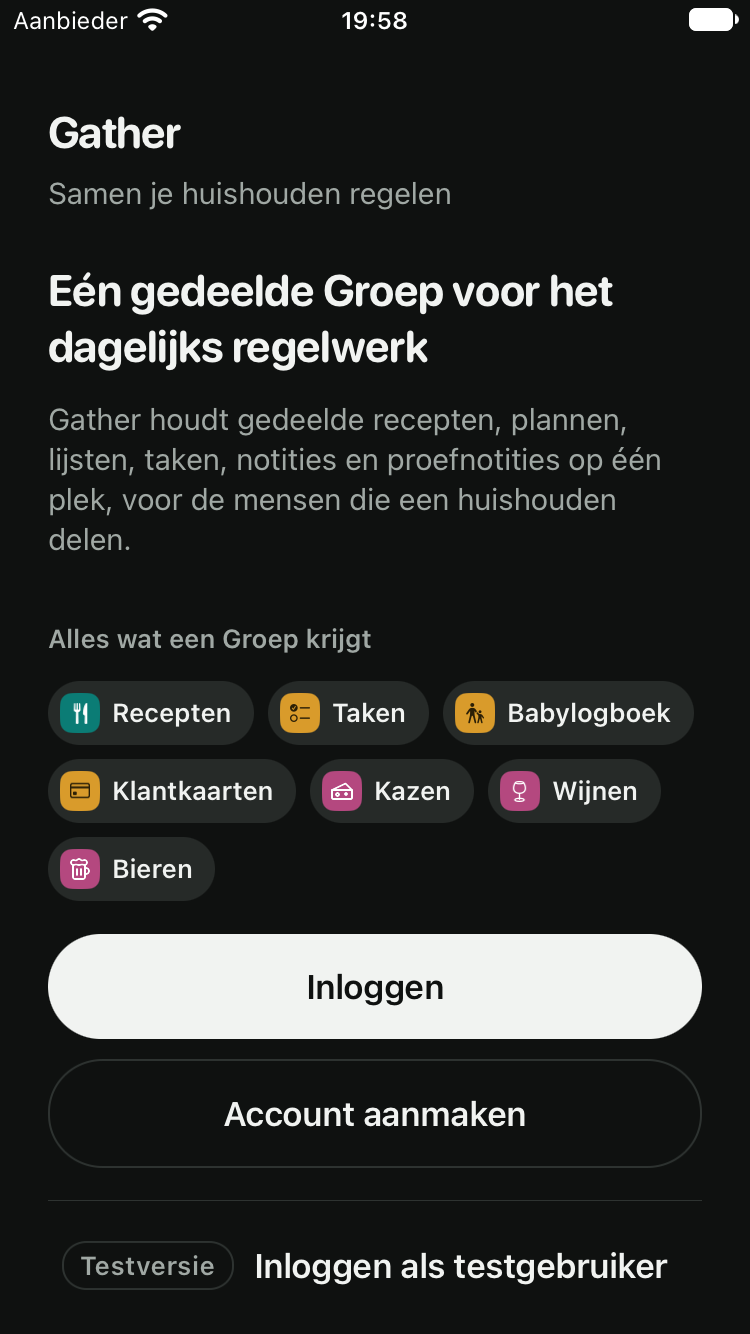 Aanbieder 19:58
Gather
Samen je huishouden regelen
Eén gedeelde Groep voor het
dagelijks regelwerk
Gather houdt gedeelde recepten, plannen,
lijsten, taken, notities en proefnotities op één
plek, voor de mensen die een huishouden
delen.
Alles wat een Groep krijgt
Recepten Taken Babylogboek
Klantkaarten Kazen Wijnen
Bieren
Inloggen
Account aanmaken
Testversie Inloggen als testgebruiker